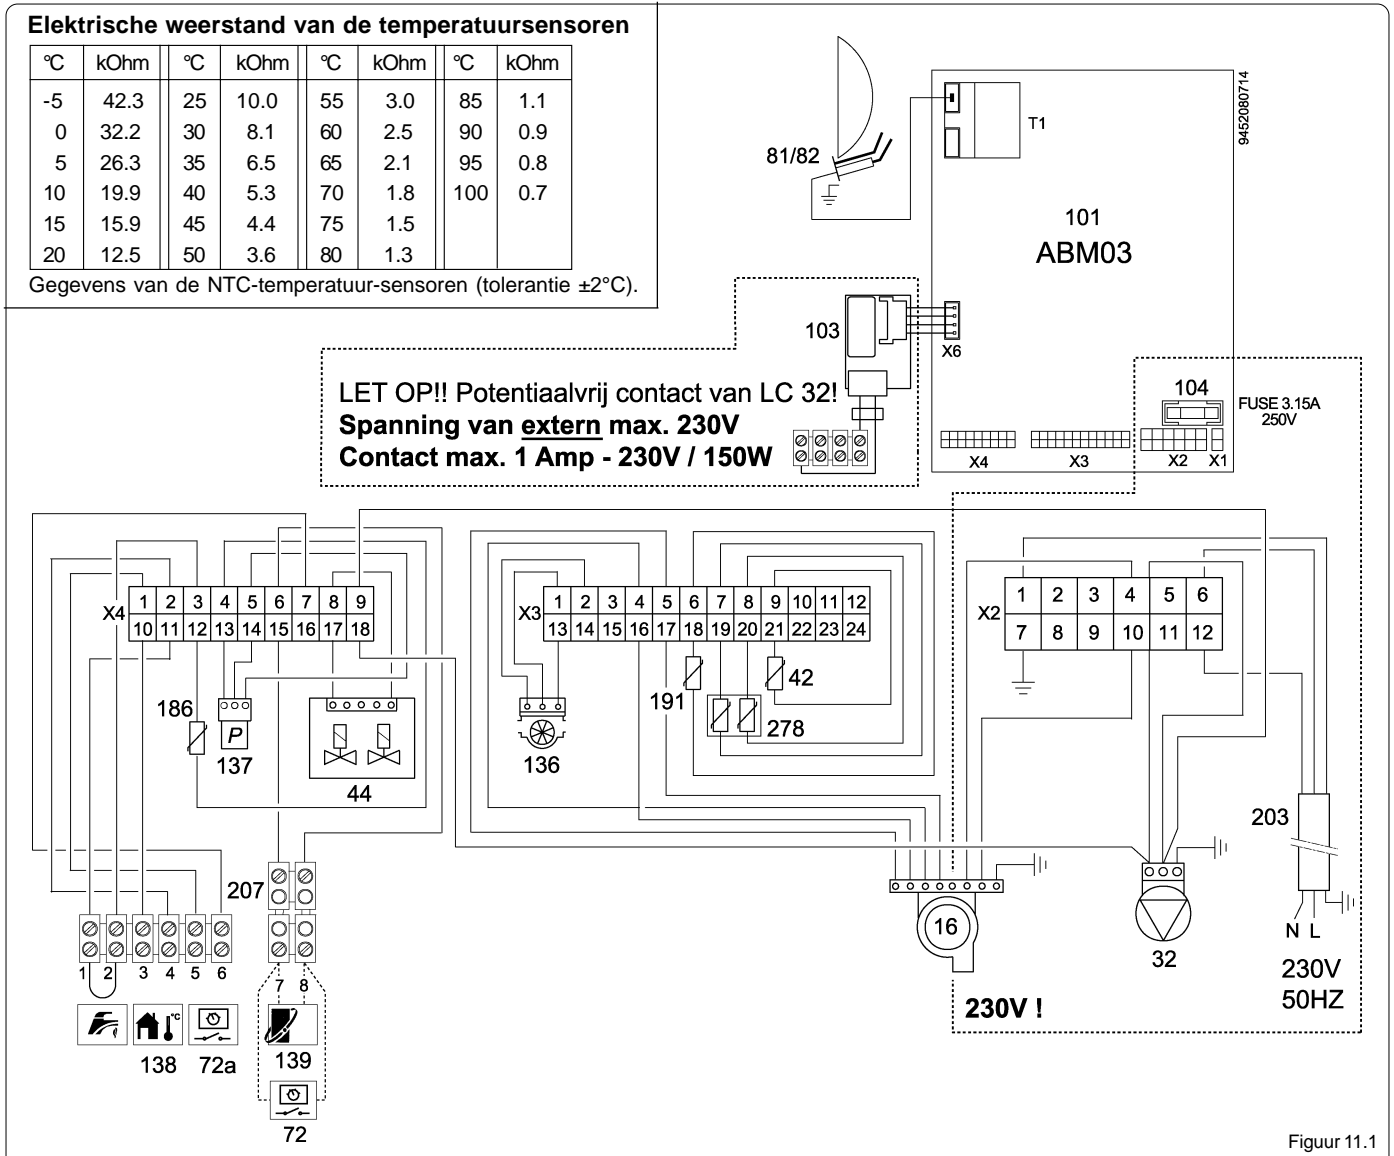 Elektrische weerstand van de temperatuursensoren
°C kOhm °C kOhm °C kOhm °C kOhm
-5 42.3 25 10.0 55 3.0 85 1.1
0 32.2 30 8.1 60 2.5 90 0.9
5 26.3 35 6.5 65 2.1 95 0.8
10 19.9 40 5.3 70 1.8 100 0.7
15 15.9 45 4.4 75 1.5
20 12.5 50 3.6 80 1.3
Gegevens van de NTC-temperatuur-sensoren (tolerantie ±2°C).
81/82
T1
9452080714
101
ABM03
103
X6
LET OP!! Potentiaalvrij contact van LC 32!
Spanning van extern max. 230V
Contact max. 1 Amp - 230V / 150W
104
FUSE 3.15A
250V
X4 X3 X2 X1
X4
1 2 3 4 5 6 7 8 9
10 11 12 13 14 15 16 17 18
X3
1 2 3 4 5 6 7 8 9 10 11 12
13 14 15 16 17 18 19 20 21 22 23 24
X2
1 2 3 4 5 6
7 8 9 10 11 12
186
P
137
44
136
191
278
42
203
207
16
32
N L
230V
50HZ
230V !
1 2 3 4 5 6
7 8
°C
138 72a
139
72
Figuur 11.1